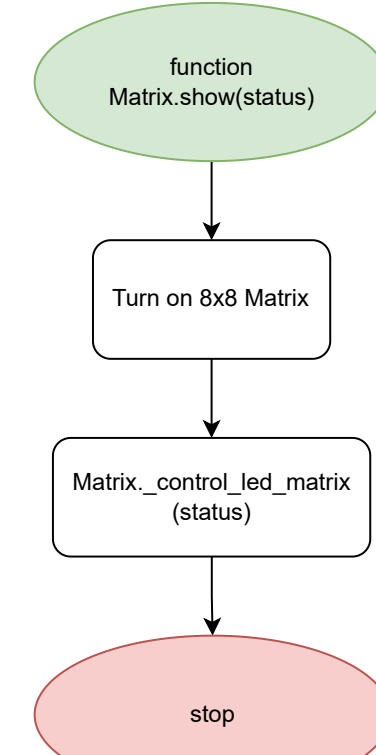 function
Matrix.show(status)
Turn on 8x8 Matrix
Matrix._control_led_matrix
(status)
stop